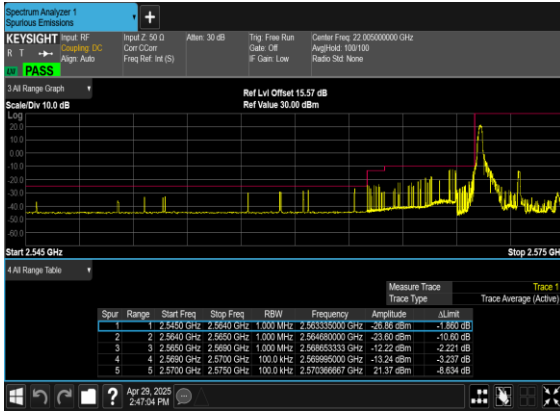 Spectrum Analyzer 1
Spurious Emissions
KEYSIGHT
R T
PASS
Input: RF
Coupling: DC
Align: Auto
Input Z: 50 Ω
Corr CCorr
Freq Ref: Int (S)
Atten: 30 dB
Trig: Free Run
Gate: Off
IF Gain: Low
Center Freq: 22.005000000 GHz
Avg|Hold: 100/100
Radio Std: None
3 All Range Graph
Scale/Div 10.0 dB
Ref Lvl Offset 15.57 dB
Ref Value 30.00 dBm
Log
20.0
10.0
0.00
-10.0
-20.0
-30.0
-40.0
-50.0
-60.0
Start 2.545 GHz
Stop 2.575 GH
4 All Range Table
Measure Trace Trace 1
Trace Type Trace Average (Active)
Spur Range Start Freq Stop Freq RBW Frequency Amplitude ΔLimit
1 1 2.5450 GHz 2.5640 GHz 1.000 MHz 2.563335000 GHz -26.86 dBm -1.860 dB
2 2 2.5640 GHz 2.5650 GHz 1.000 MHz 2.564680000 GHz -23.60 dBm -10.60 dB
3 3 2.5650 GHz 2.5690 GHz 1.000 MHz 2.568653333 GHz -12.22 dBm -2.221 dB
4 4 2.5690 GHz 2.5700 GHz 100.0 kHz 2.569995000 GHz -13.24 dBm -3.237 dB
5 5 2.5700 GHz 2.5750 GHz 100.0 kHz 2.570366667 GHz 21.37 dBm -8.634 dB
Apr 29, 2025
2:47:04 PM